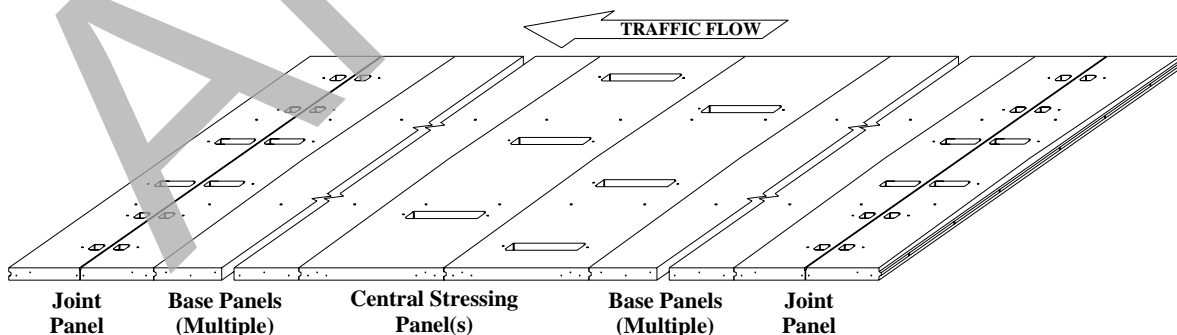 TRAFFIC FLOW
Joint
Panel
Base Panels
(Multiple)
Central Stressing
Panel(s)
Base Panels
(Multiple)
Joint
Panel